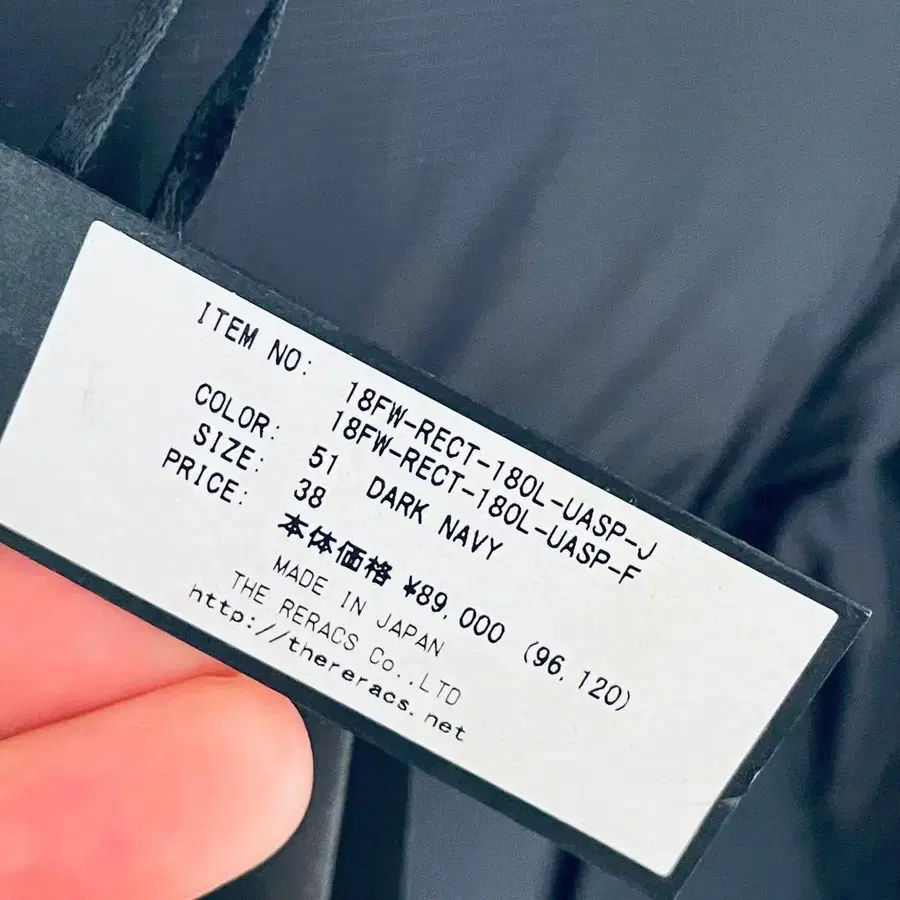 ITEM NO: 18FW-RECT-180L-UASP-J
18FW-RECT-180L-UASP-F
COLOR: 51 DARK NAVY
SIZE: 38
PRICE: 本体価格 ¥89,000 (96,120)
MADE IN JAPAN
THE RERACS Co.,LTD
http://thereracs.net